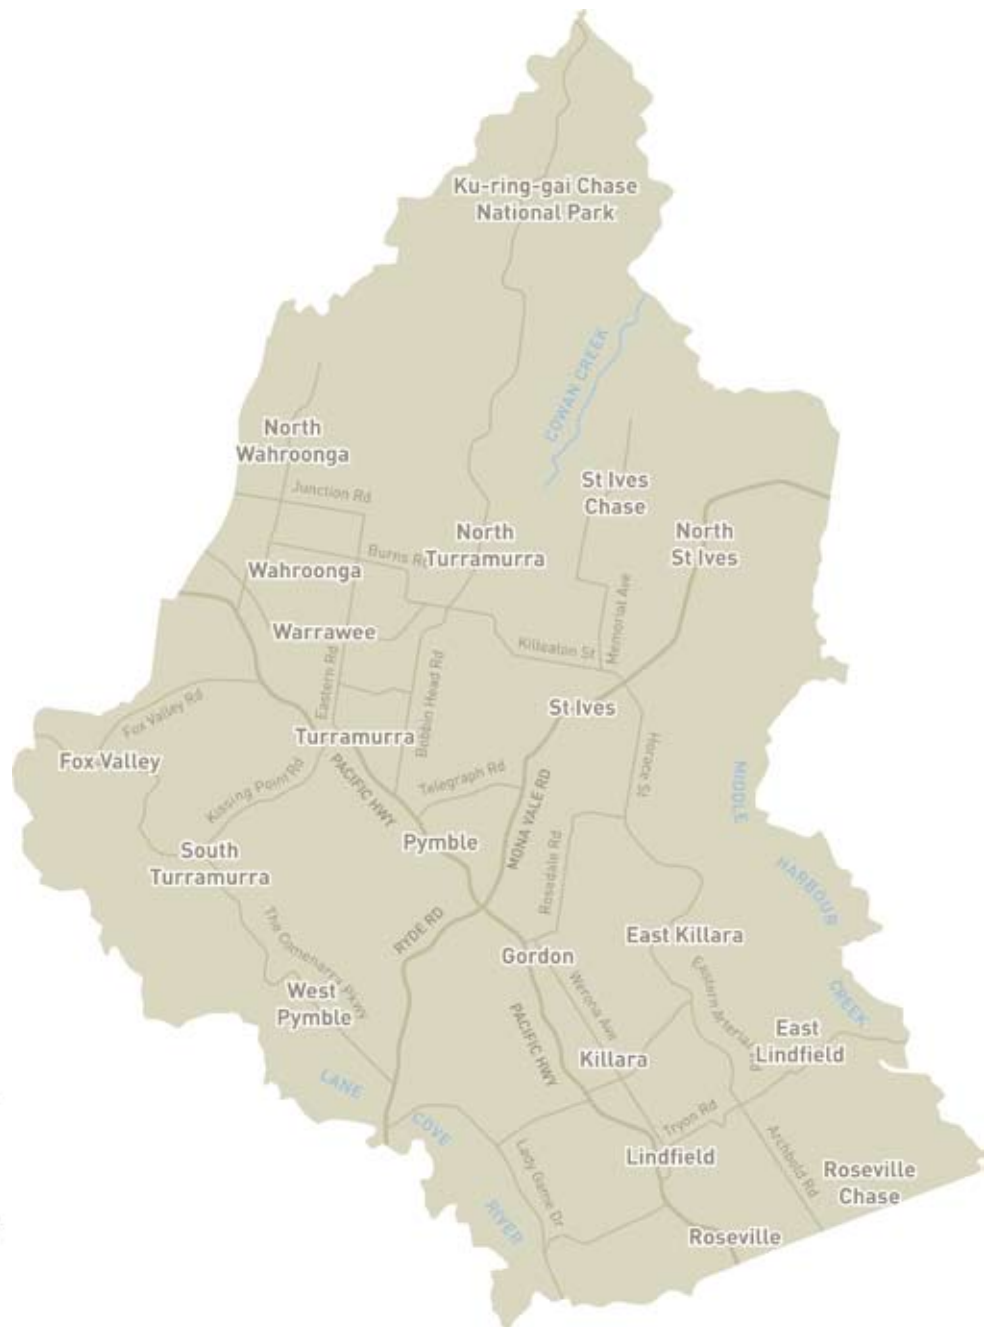 Ku-ring-gai Chase
National Park
COWAN CREEK
North
Wahroonga
Junction Rd
St Ives
Chase
North
St Ives
North
Turramurra
Burns Rd
Wahroonga
Memorial Ave
Warrawee
Killeaton St
Eastern Rd
Bobbin Head Rd
Fox Valley Rd
St Ives
Turramurra
Fox Valley
Horace St
Kissing Point Rd
PACIFIC HWY
Telegraph Rd
MONA VALE RD
MIDDLE
Pymble
South
Turramurra
Rosedale Rd
HARBOUR
RYDE RD
The Comenarra Pkwy
East Killara
Gordon
West
Pymble
Werona Ave
Eastern Arterial Rd
CREEK
PACIFIC HWY
East
Lindfield
Killara
LANE
COVE
Tryon Rd
Lindfield
Lady Game Dr
Archbold Rd
Roseville
Chase
RIVER
Roseville